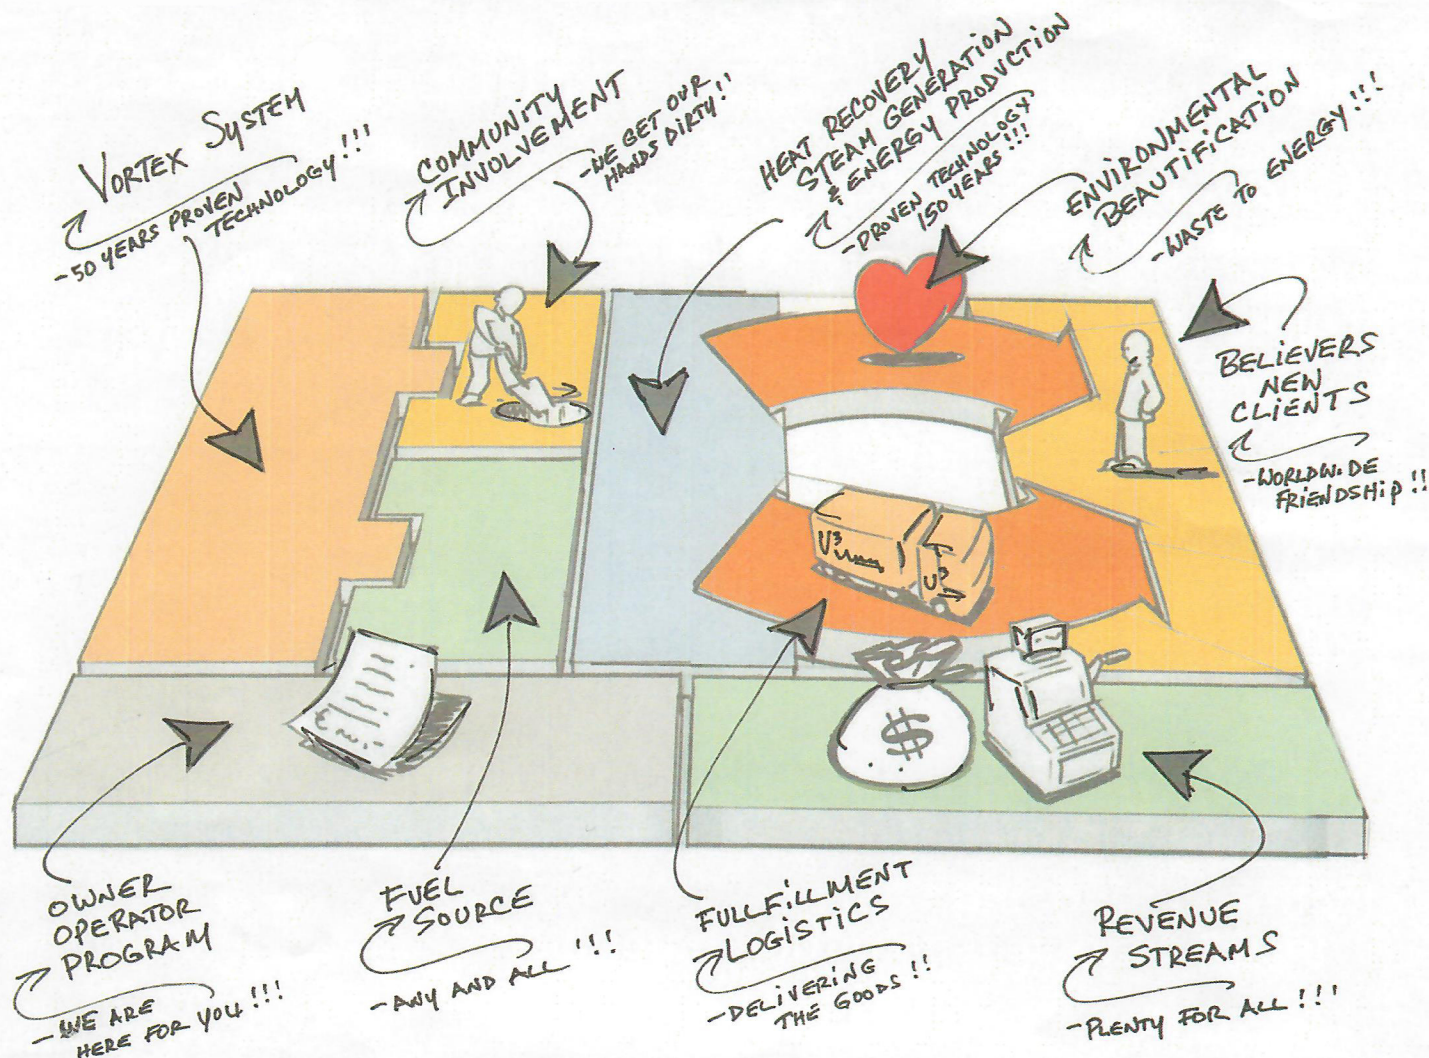 VORTEX SYSTEM
-50 YEARS PROVEN
TECHNOLOGY!!!
COMMUNITY
INVOLVEMENT
-WE GET OUR
HANDS DIRTY!!
HEAT RECOVERY
STEAM GENERATION
& ENERGY PRODUCTION
-PROVEN TECHNOLOGY
150 YEARS!!!
ENVIRONMENTAL
BEAUTIFICATION
-WASTE TO ENERGY!!!
BELIEVERS
NEW
CLIENTS
-WORLDWIDE
FRIENDSHIP!!
U³
U³
$
OWNER
OPERATOR
PROGRAM
-WE ARE
HERE FOR YOU!!!
FUEL
SOURCE
-ANY AND ALL!!!
FULLFILLMENT
LOGISTICS
-DELIVERING
THE GOODS!!
REVENUE
STREAMS
-PLENTY FOR ALL!!!